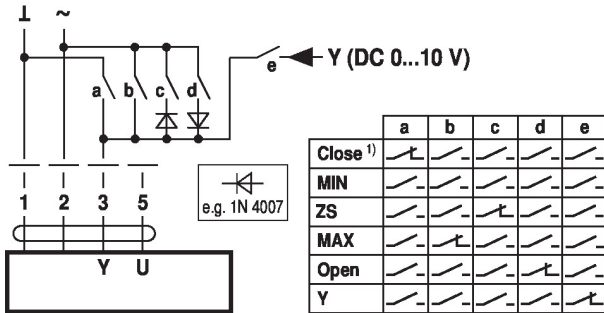 ⊥ ~
e
Y (DC 0...10 V)
a b c d
1 2 3 5
e.g. 1N 4007
Y U
a b c d e
Close 1)
MIN
ZS
MAX
Open
Y